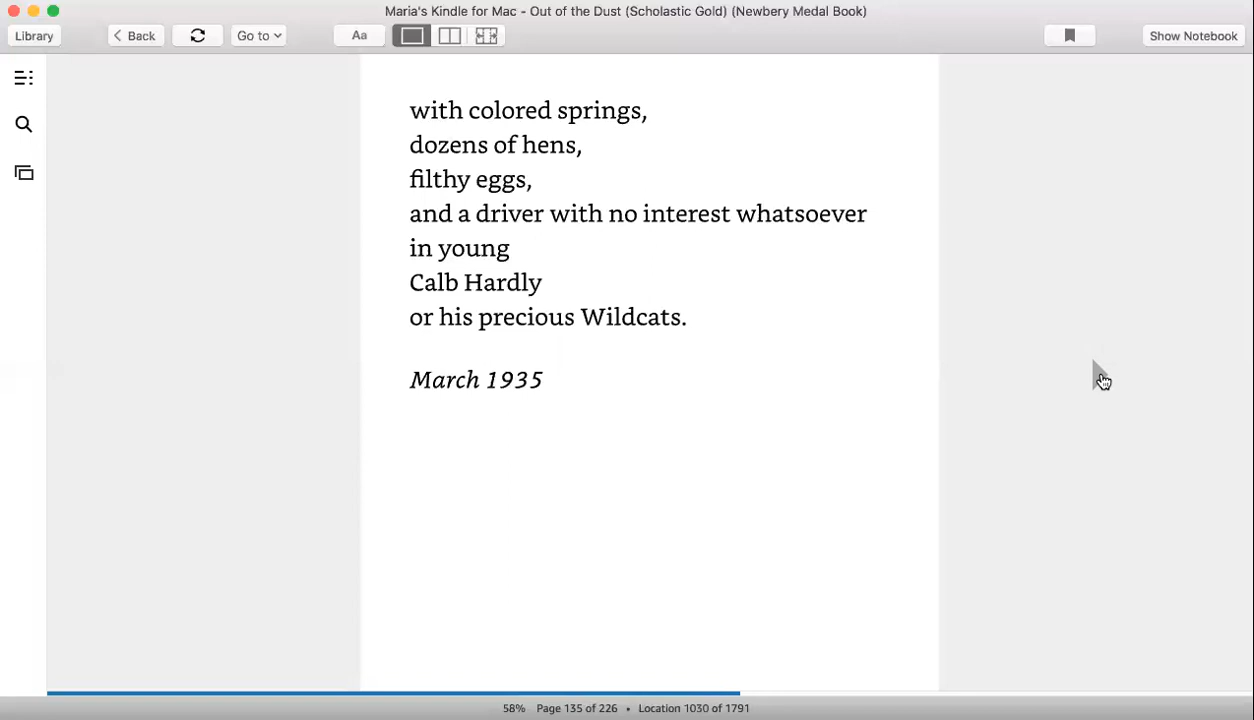 Maria's Kindle for Mac - Out of the Dust (Scholastic Gold) (Newbery Medal Book)
Library
Back
Go to
Aa
Show Notebook
with colored springs,
dozens of hens,
filthy eggs,
and a driver with no interest whatsoever
in young
Calb Hardly
or his precious Wildcats.
March 1935
58% Page 135 of 226 • Location 1030 of 1791